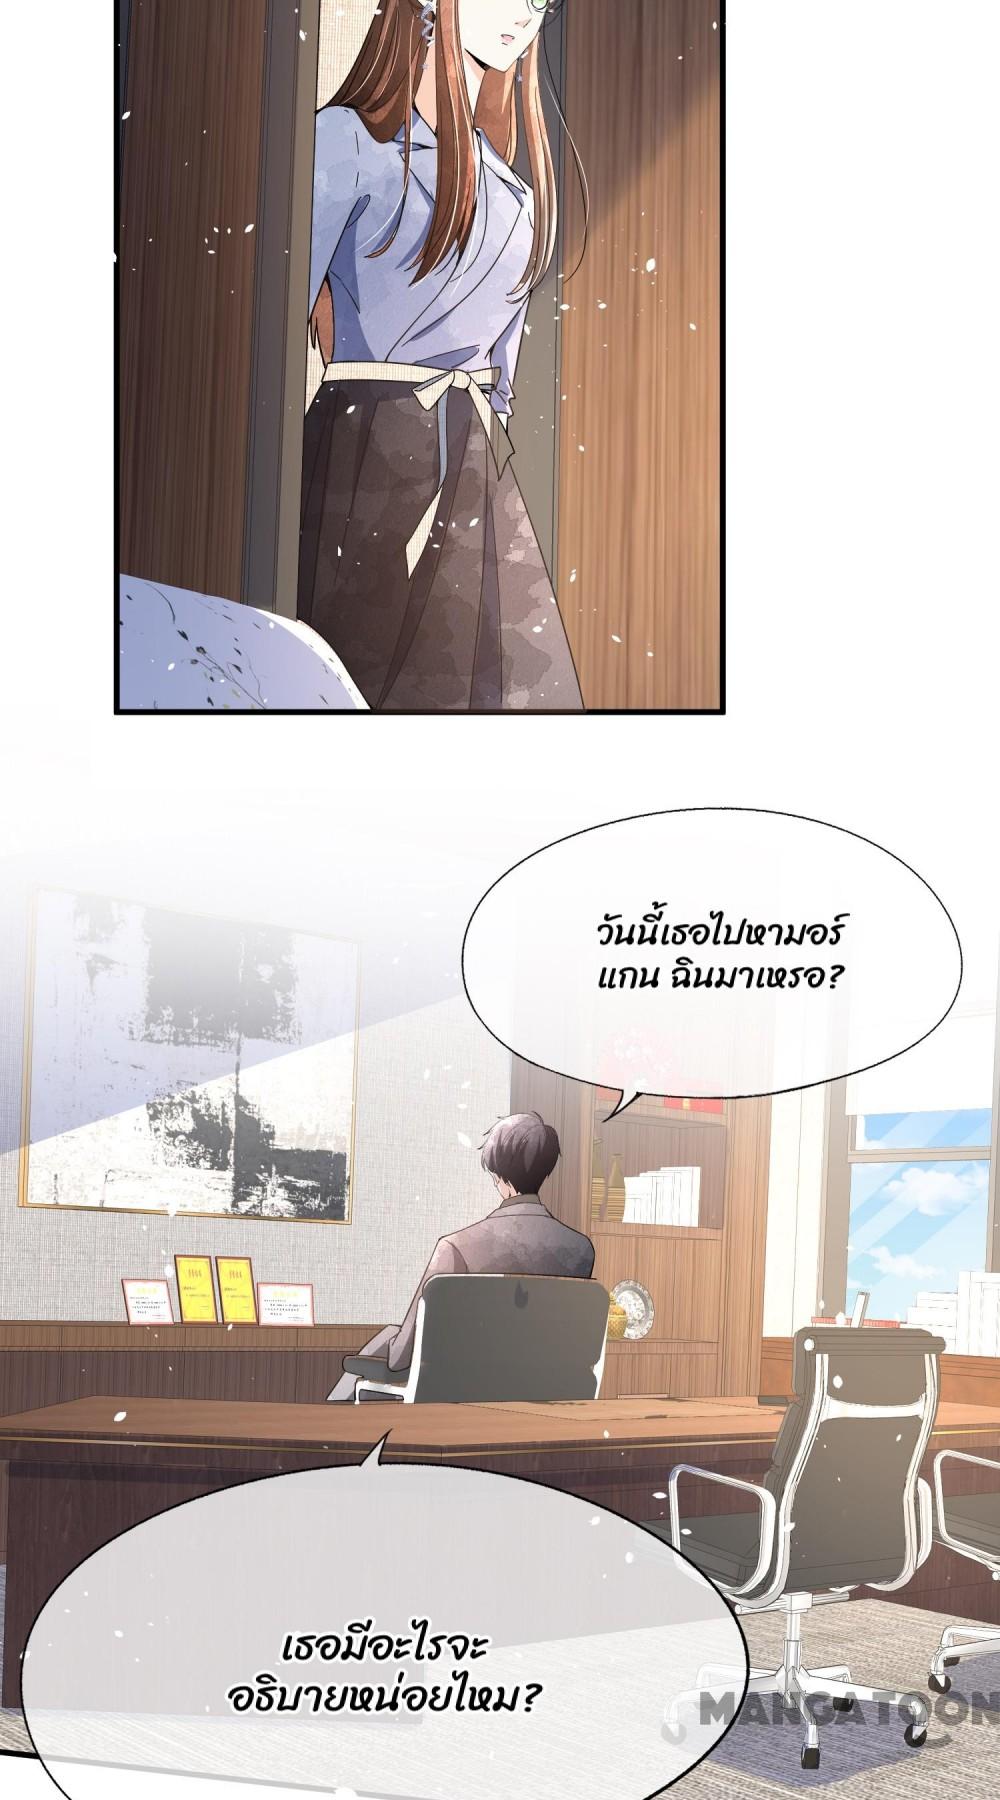 วันนี้เธอไปหามอร์
แกน ฉินมาเหรอ?
เธอมีอะไรจะ
อธิบายหน่อยไหม?
MANGATOON